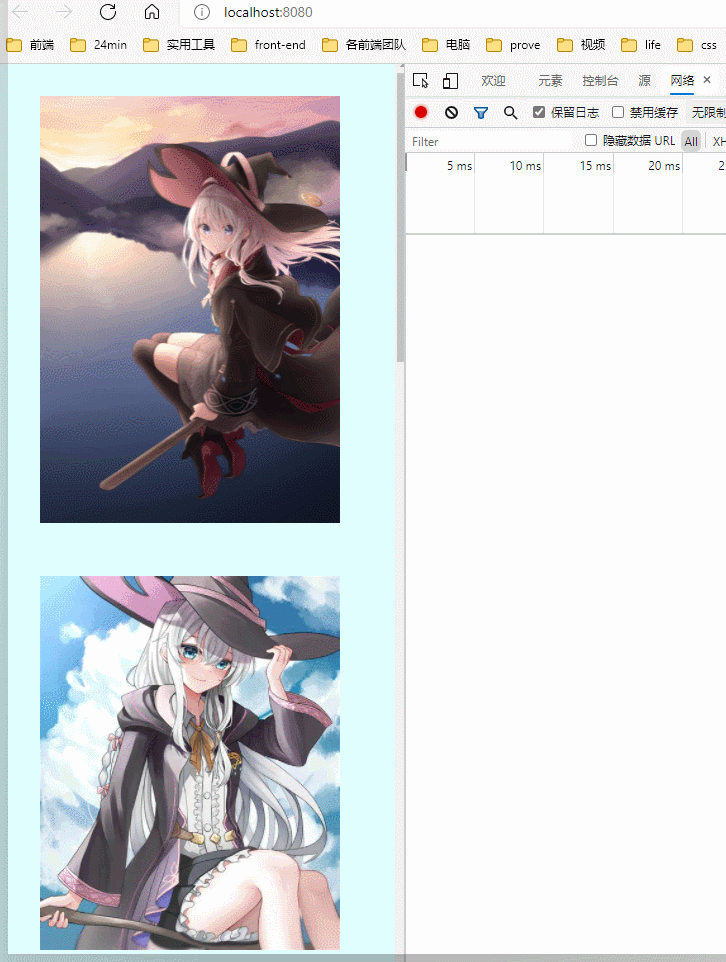 localhost:8080
前端 24min 实用工具 front-end 各前端团队 电脑 prove 视频 life css
欢迎 元素 控制台 源 网络 ×
保留日志 禁用缓存 无限制
Filter 隐藏数据 URL All XH
5 ms 10 ms 15 ms 20 ms 2